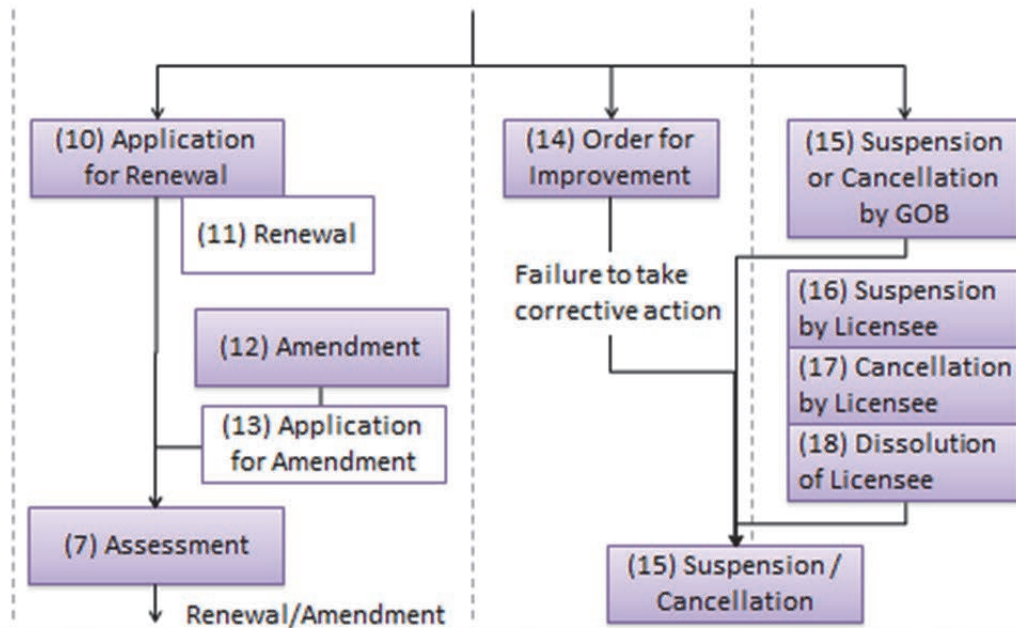 (10) Application
for Renewal
(11) Renewal
(12) Amendment
(13) Application
for Amendment
(7) Assessment
Renewal/Amendment
(14) Order for
Improvement
Failure to take
corrective action
(15) Suspension
or Cancellation
by GOB
(16) Suspension
by Licensee
(17) Cancellation
by Licensee
(18) Dissolution
of Licensee
(15) Suspension /
Cancellation